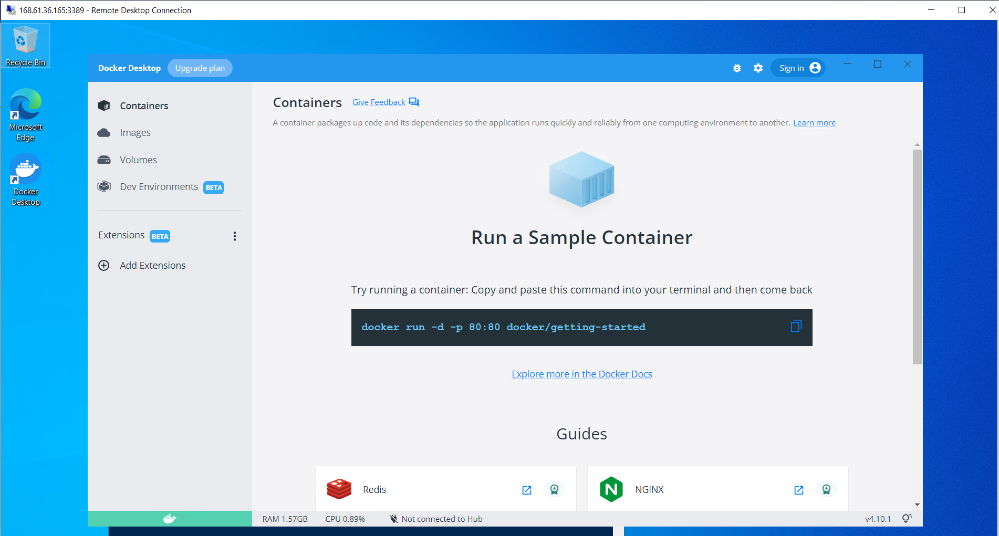 168.61.36.165:3389 - Remote Desktop Connection
Recycle Bin
Microsoft
Edge
Docker
Desktop
Docker Desktop
Upgrade plan
Sign in
Containers
Images
Volumes
Dev Environments BETA
Extensions BETA
Add Extensions
Containers Give Feedback
A container packages up code and its dependencies so the application runs quickly and reliably from one computing environment to another. Learn more
Run a Sample Container
Try running a container: Copy and paste this command into your terminal and then come back
docker run -d -p 80:80 docker/getting-started
Explore more in the Docker Docs
Guides
Redis
N NGINX
RAM 1.57GB CPU 0.89% Not connected to Hub v4.10.1